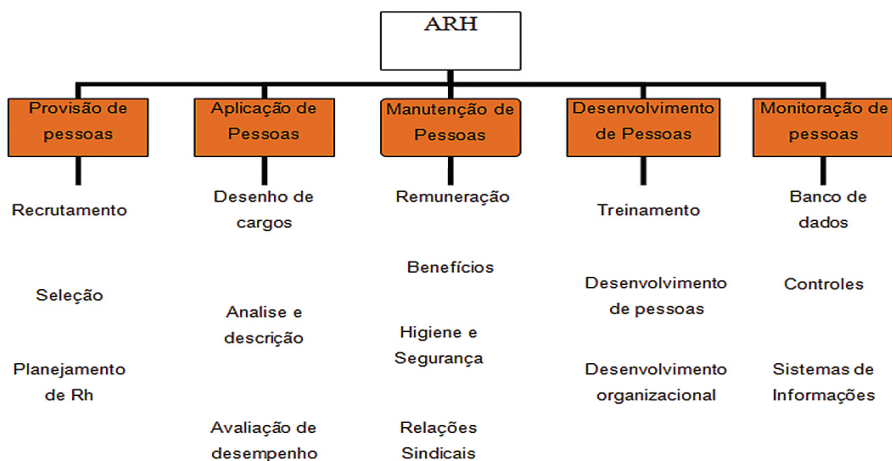 ARH
Provisão de
pessoas
Aplicação de
Pessoas
Manutenção de
Pessoas
Desenvolvimento
de Pessoas
Monitoração de
pessoas
Recrutamento
Seleção
Planejamento
de Rh
Desenho de
cargos
Analise e
descrição
Avaliação de
desempenho
Remuneração
Benefícios
Higiene e
Segurança
Relações
Sindicais
Treinamento
Desenvolvimento
de pessoas
Desenvolvimento
organizacional
Banco de
dados
Controles
Sistemas de
Informações